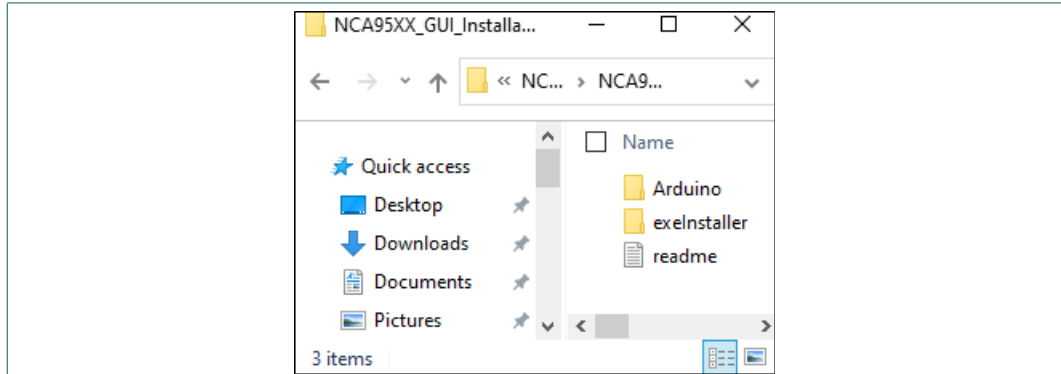 NCA95XX_GUI_Installa...
« NC... > NCA9...
Name
Quick access
Desktop
Downloads
Documents
Pictures
Arduino
exeInstaller
readme
3 items